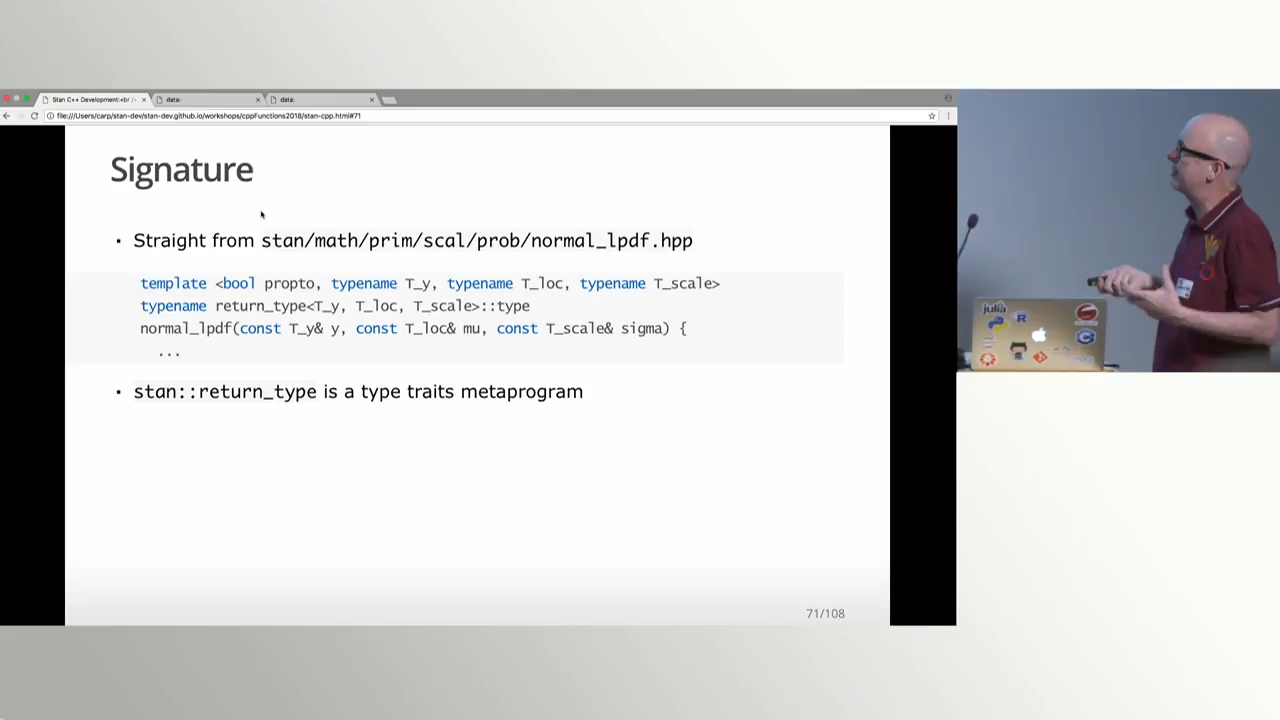 Stan C++ Development:<br /> 
data:
data:
file:///Users/carp/stan-dev/stan-dev.github.io/workshops/cppFunctions2018/stan-cpp.html#71
Signature
• Straight from stan/math/prim/scal/prob/normal_lpdf.hpp
template <bool propto, typename T_y, typename T_loc, typename T_scale>
typename return_type<T_y, T_loc, T_scale>::type
normal_lpdf(const T_y& y, const T_loc& mu, const T_scale& sigma) {
...
• stan::return_type is a type traits metaprogram
71/108
julia
R
C